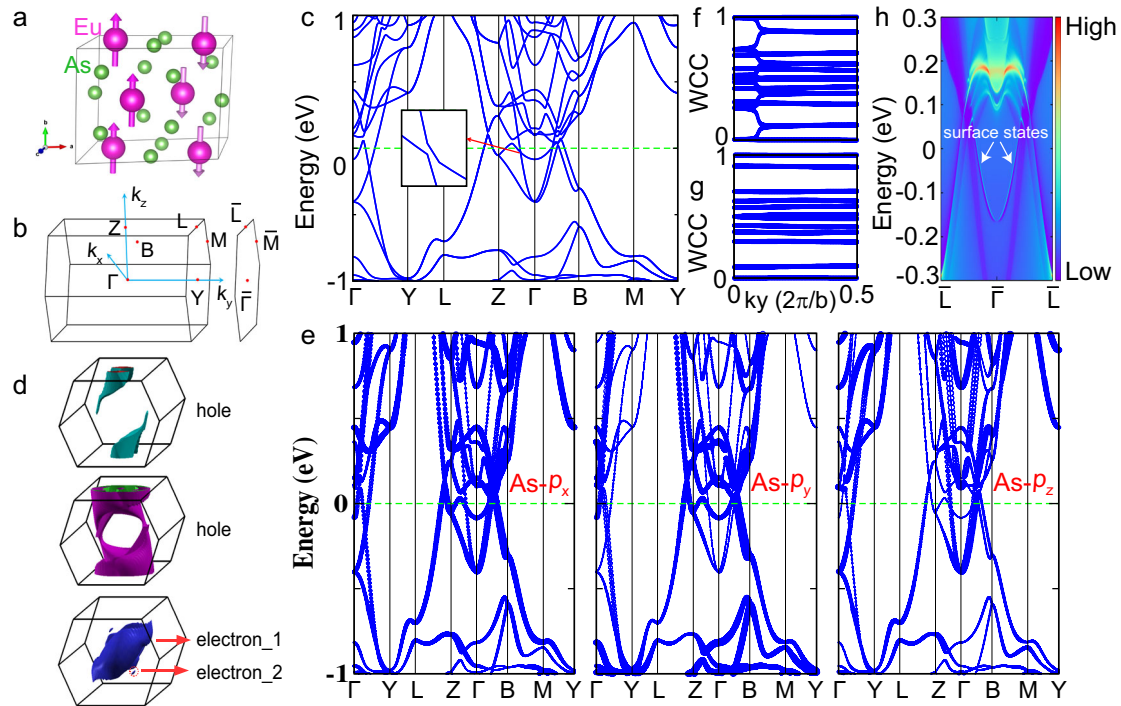 a
Eu
As
b
a
c
b
k_z
Z
L
B
M
k_x
Γ
k_y
Y
L̄
M̄
Γ̄
c
Energy (eV)
1
0
-1
Γ Y L Z Γ B M Y
d
hole
hole
electron_1
electron_2
e
Energy (eV)
1
0
-1
As-p_x
Γ Y L Z Γ B M Y
As-p_y
Γ Y L Z Γ B M Y
As-p_z
Γ Y L Z Γ B M Y
f
WCC
1
0
g
WCC
1
0
0 0.5
ky (2π/b)
h
Energy (eV)
0.3
0.2
0.1
0
-0.1
-0.2
-0.3
surface
states
L̄ Γ̄ L̄
High
Low